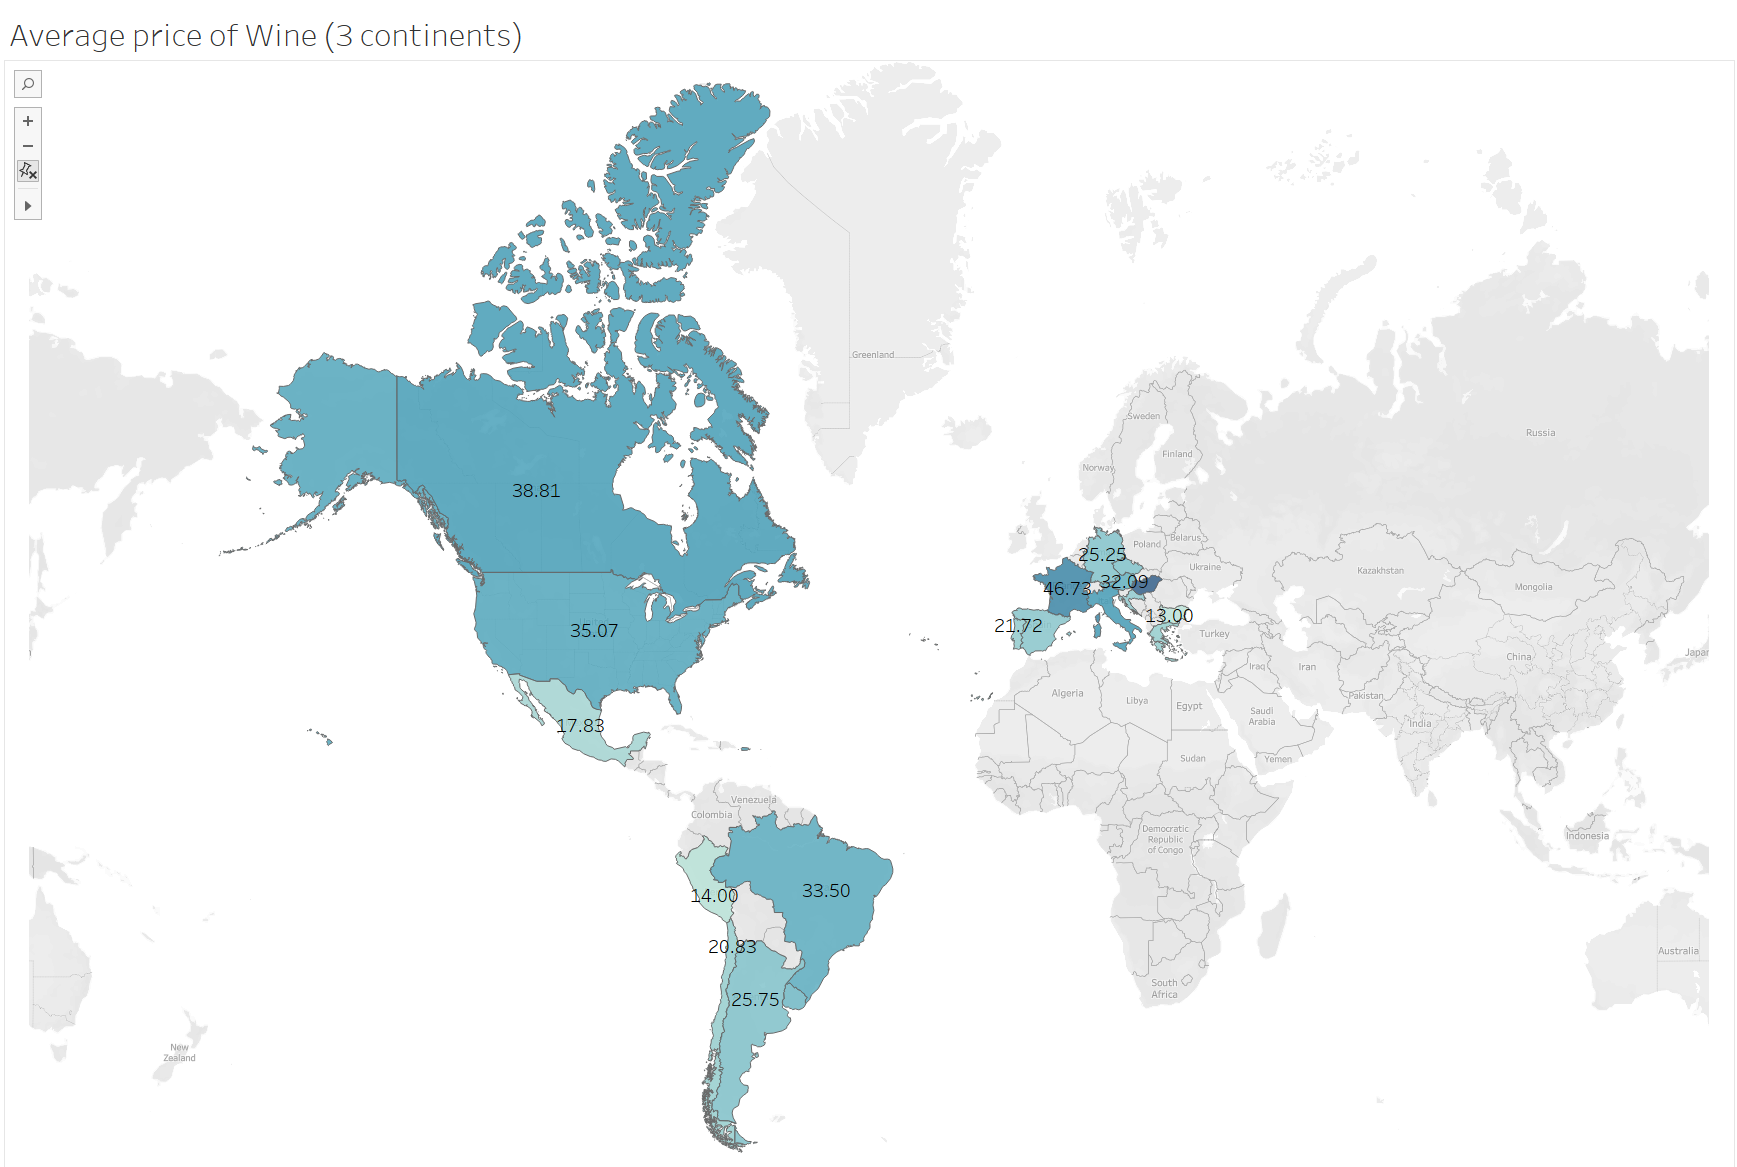 Average price of Wine (3 continents)
Greenland
Sweden
Russia
Finland
Norway
38.81
Belarus
Poland
25.25
Ukraine
Kazakhstan
32.09
46.73
Mongolia
13.00
21.72
35.07
Turkey
Japan
China
Iraq
Iran
Algeria
Pakistan
Libya
Egypt
Saudi
Arabia
India
17.83
Sudan
Yemen
Venezuela
Colombia
Democratic
Republic
of Congo
Indonesia
33.50
14.00
20.83
Australia
South
Africa
25.75
New
Zealand